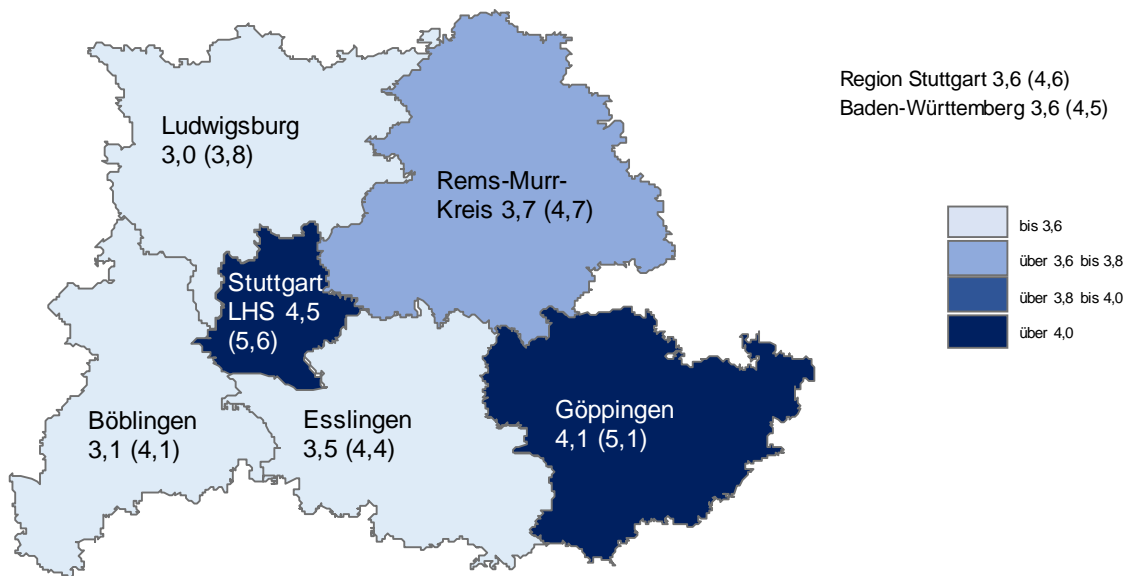 Region Stuttgart 3,6 (4,6)
Baden-Württemberg 3,6 (4,5)
Ludwigsburg
3,0 (3,8)
Rems-Murr-
Kreis 3,7 (4,7)
bis 3,6
über 3,6 bis 3,8
über 3,8 bis 4,0
über 4,0
Stuttgart
LHS 4,5
(5,6)
Böblingen
3,1 (4,1)
Esslingen
3,5 (4,4)
Göppingen
4,1 (5,1)